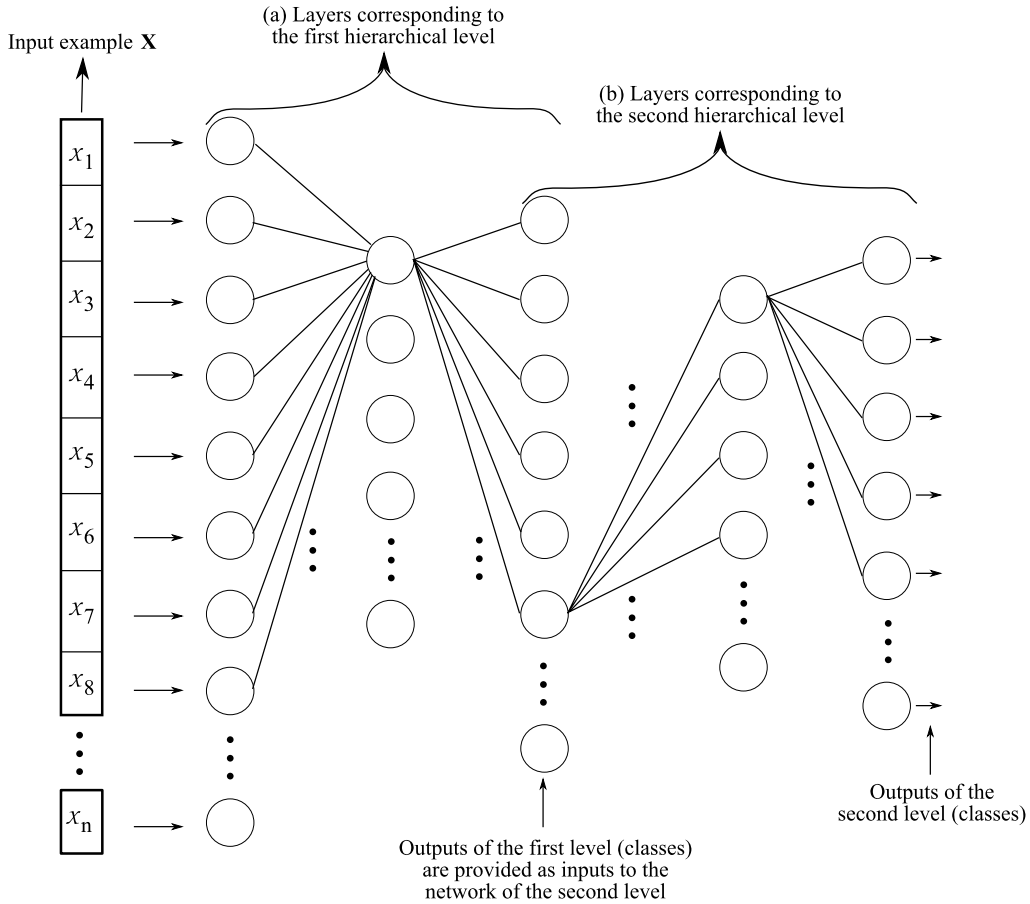 (a) Layers corresponding to
the first hierarchical level
Input example X
(b) Layers corresponding to
the second hierarchical level
x1
x2
x3
x4
x5
x6
x7
x8
xn
Outputs of the
second level (classes)
Outputs of the first level (classes)
are provided as inputs to the
network of the second level